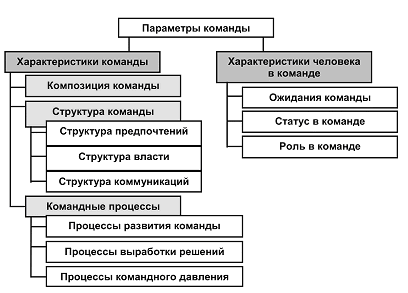 Параметры команды
Характеристики команды
Композиция команды
Структура команды
Структура предпочтений
Структура власти
Структура коммуникаций
Командные процессы
Процессы развития команды
Процессы выработки решений
Процессы командного давления
Характеристики человека
в команде
Ожидания команды
Статус в команде
Роль в команде